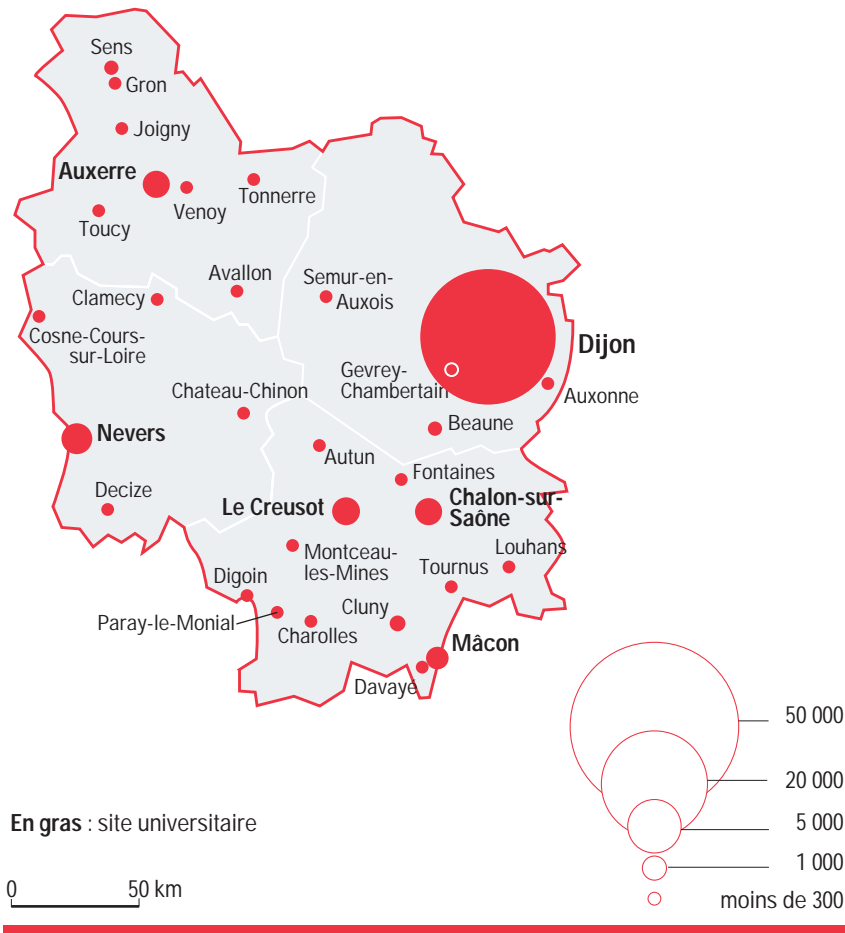 Sens
Gron
Joigny
Auxerre
Tonnerre
Venoy
Toucy
Avallon
Semur-en-
Auxois
Clamecy
Cosne-Cours-
sur-Loire
Dijon
Gevrey-
Chambertain
Auxonne
Chateau-Chinon
Beaune
Nevers
Autun
Fontaines
Decize
Le Creusot
Chalon-sur-
Saône
Montceau-
les-Mines
Louhans
Tournus
Digoin
Paray-le-Monial
Cluny
Charolles
Mâcon
Davayé
50 000
20 000
5 000
1 000
moins de 300
En gras : site universitaire
0 50 km